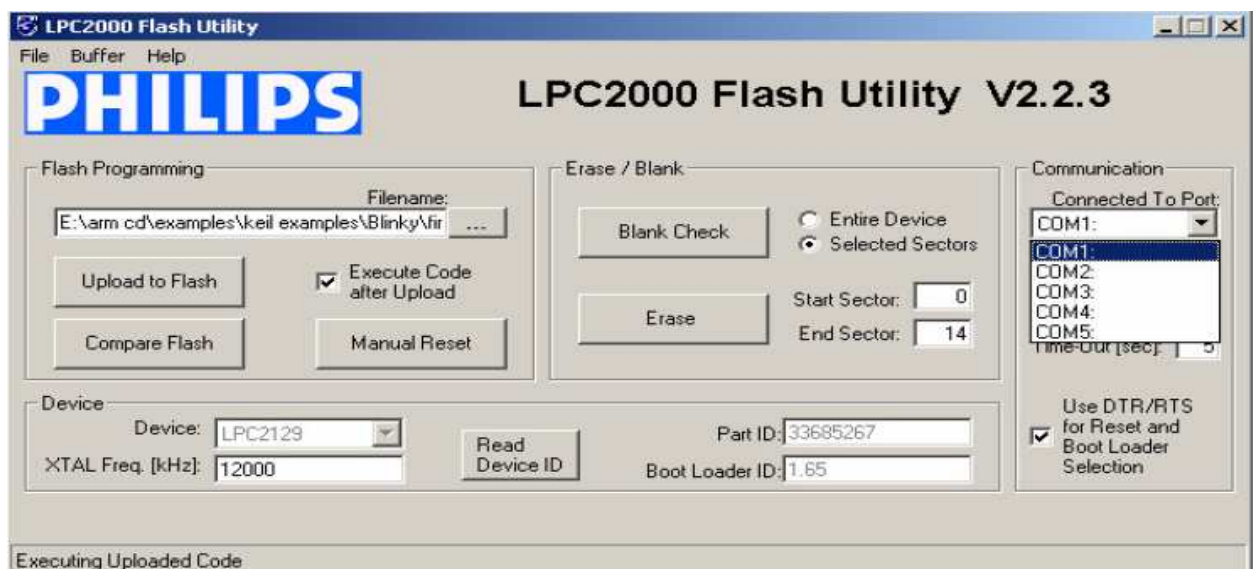 LPC2000 Flash Utility
File Buffer Help
PHILIPS
LPC2000 Flash Utility V2.2.3
Flash Programming
Filename:
E:\arm cd\examples\keil examples\Blinky\fir
...
Upload to Flash
Execute Code
after Upload
Compare Flash
Manual Reset
Erase / Blank
Blank Check
Entire Device
Selected Sectors
Erase
Start Sector: 0
End Sector: 14
Communication
Connected To Port:
COM1:
COM1:
COM2:
COM3:
COM4:
COM5:
Time-Out [sec]: 5
Use DTR/RTS
for Reset and
Boot Loader
Selection
Device
Device: LPC2129
XTAL Freq. [kHz]: 12000
Read
Device ID
Part ID: 33685267
Boot Loader ID: 1.65
Executing Uploaded Code